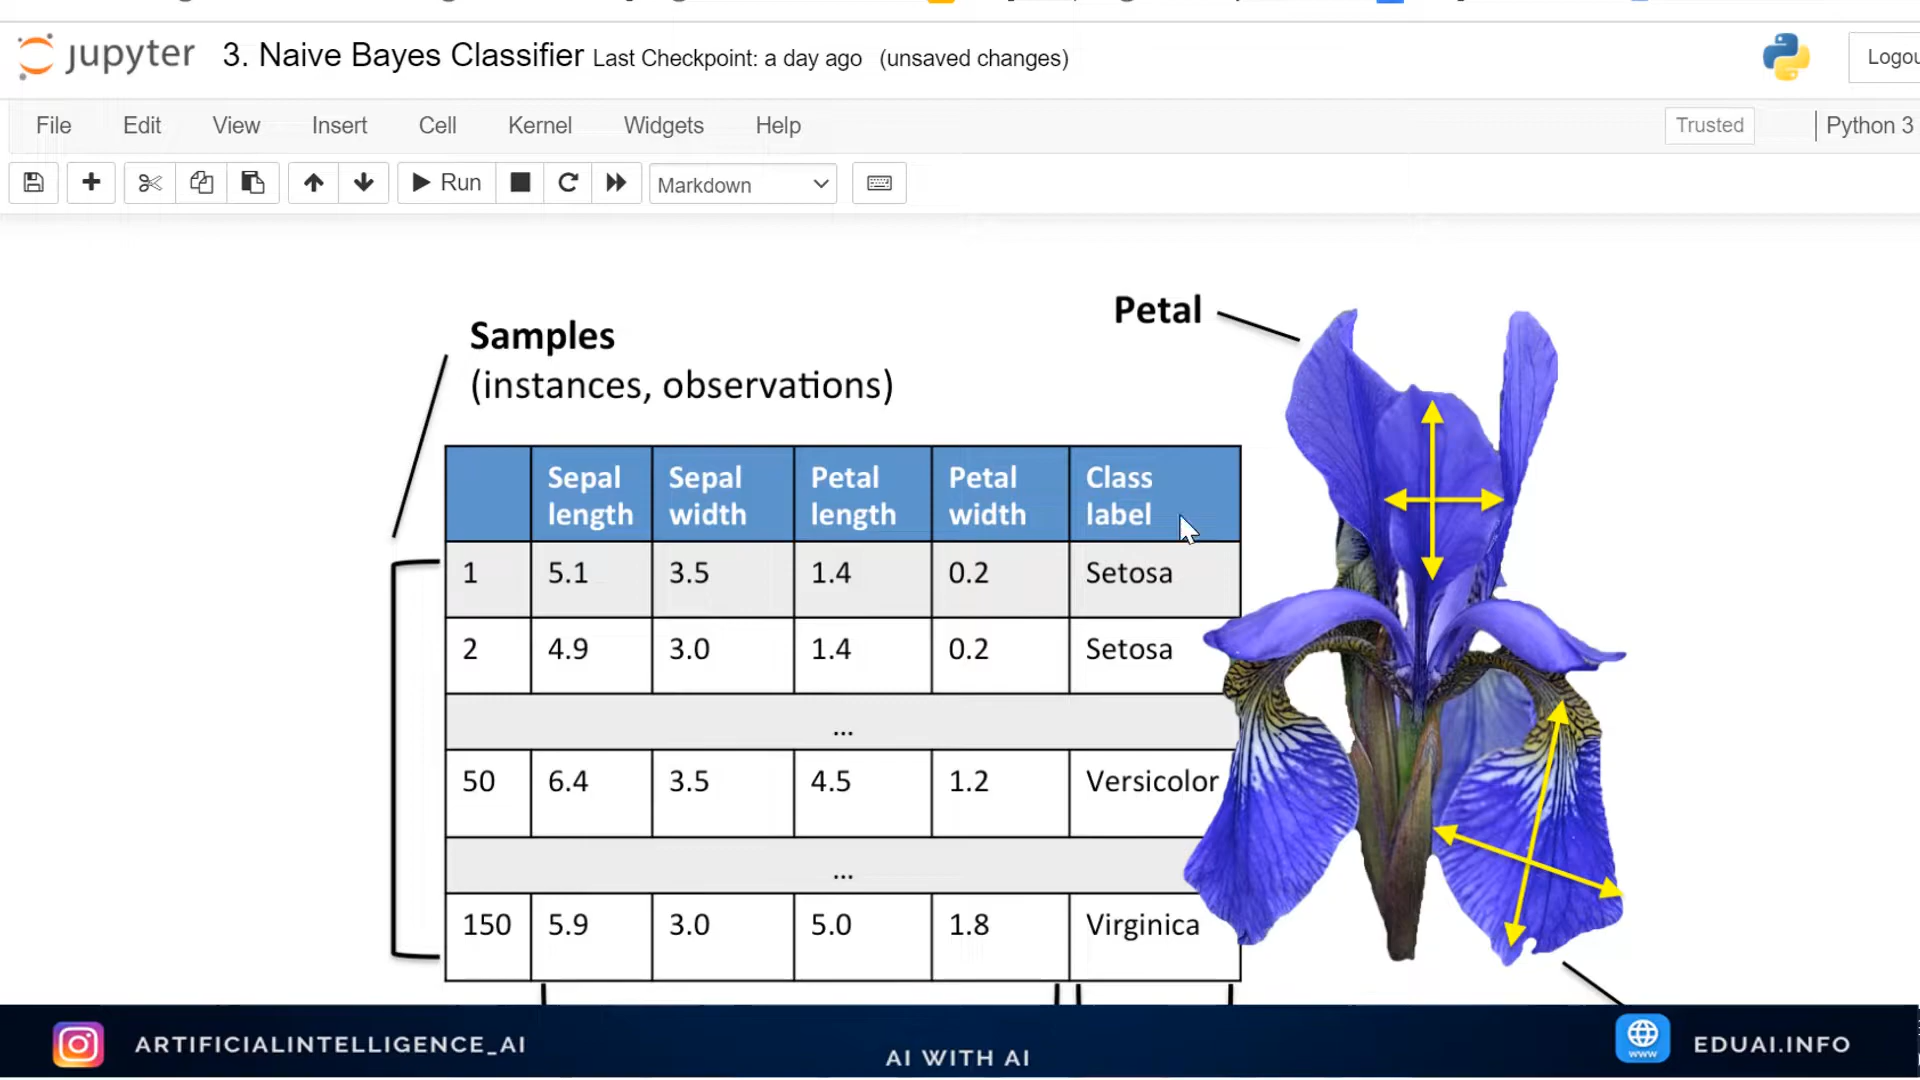 jupyter 3. Naive Bayes Classifier Last Checkpoint: a day ago (unsaved changes)
Logou
File Edit View Insert Cell Kernel Widgets Help
Trusted Python 3
Run Markdown
Samples
(instances, observations)
Petal
Sepal length Sepal width Petal length Petal width Class label
1 5.1 3.5 1.4 0.2 Setosa
2 4.9 3.0 1.4 0.2 Setosa
...
50 6.4 3.5 4.5 1.2 Versicolor
...
150 5.9 3.0 5.0 1.8 Virginica
ARTIFICIALINTELLIGENCE_AI
AI WITH AI
www
EDUAI.INFO